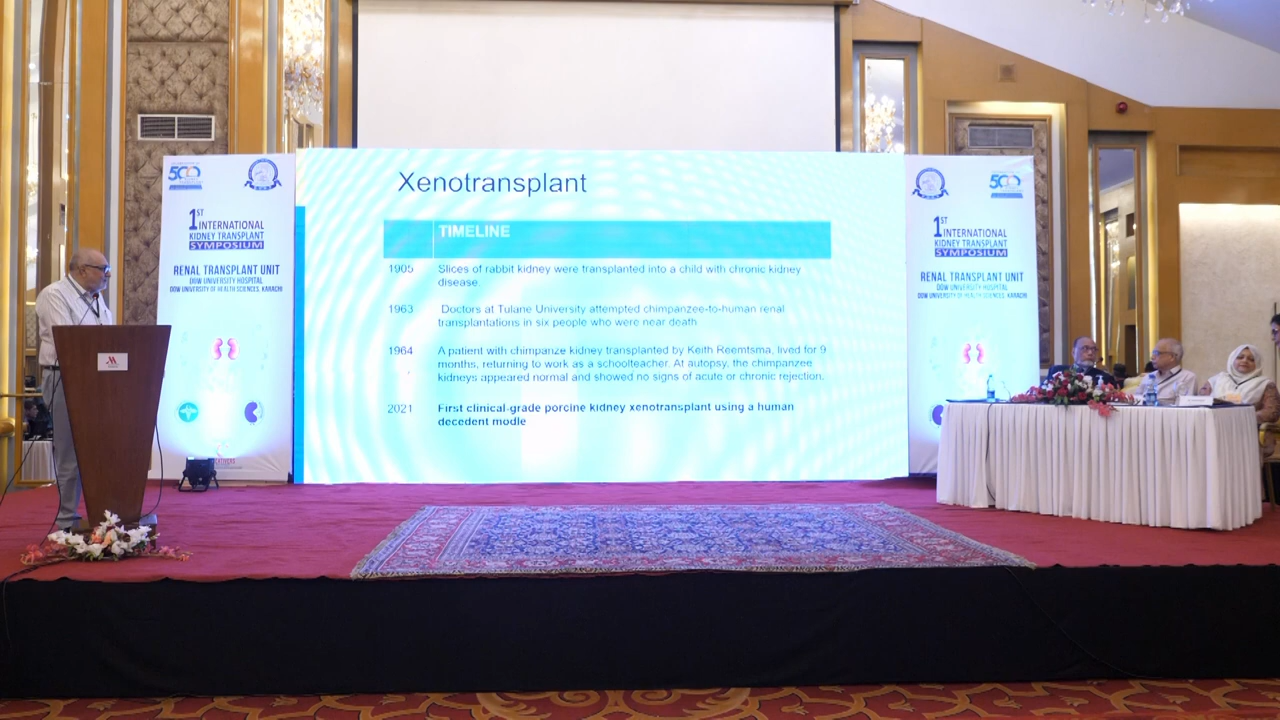 500
1ST
INTERNATIONAL
KIDNEY TRANSPLANT
SYMPOSIUM
RENAL TRANSPLANT UNIT
DOW UNIVERSITY HOSPITAL
DOW UNIVERSITY OF HEALTH SCIENCES, KARACHI
Xenotransplant
TIMELINE
1905 Slices of rabbit kidney were transplanted into a child with chronic kidney
disease.
1963 Doctors at Tulane University attempted chimpanzee-to-human renal
transplantations in six people who were near death
1964 A patient with chimpanze kidney transplanted by Keith Reemtsma, lived for 9
months, returning to work as a schoolteacher. At autopsy, the chimpanzee
kidneys appeared normal and showed no signs of acute or chronic rejection.
2021 First clinical-grade porcine kidney xenotransplant using a human
decedent modle
500
1ST
INTERNATIONAL
KIDNEY TRANSPLANT
SYMPOSIUM
RENAL TRANSPLANT UNIT
DOW UNIVERSITY HOSPITAL
DOW UNIVERSITY OF HEALTH SCIENCES, KARACHI